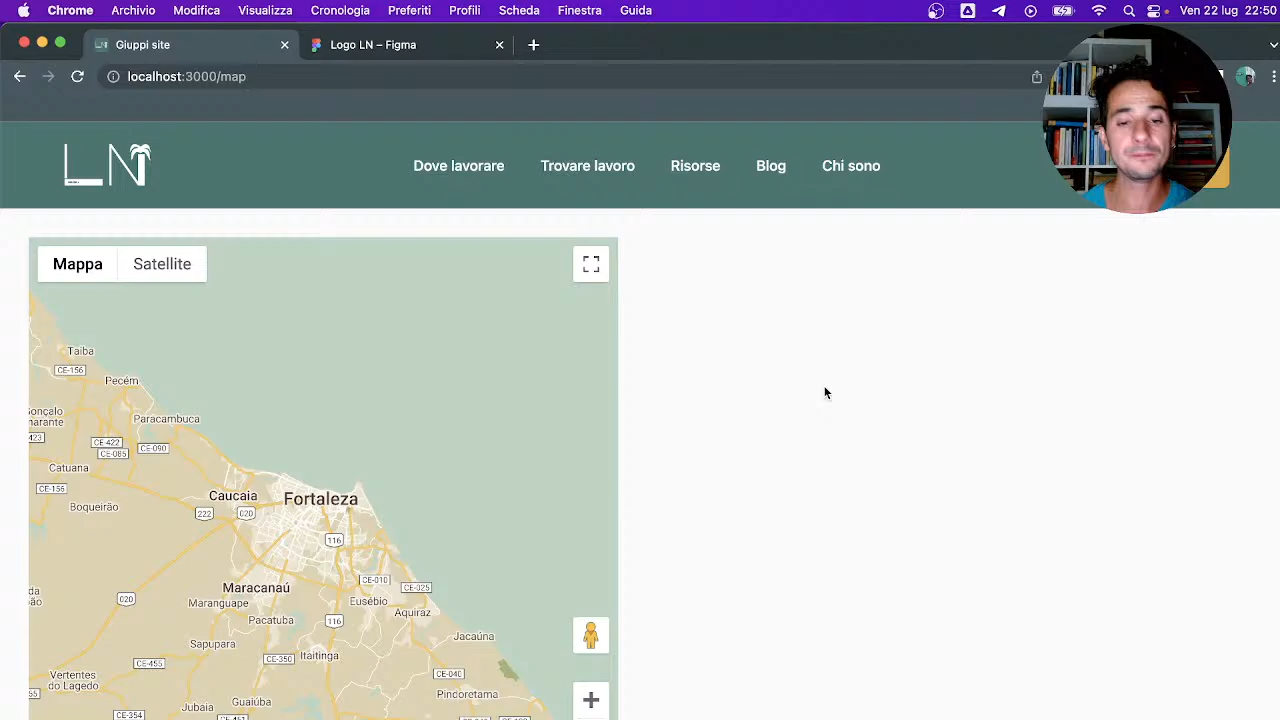 Chrome Archivio Modifica Visualizza Cronologia Preferiti Profili Scheda Finestra Guida Ven 22 lug 22:50
Giuppi site Logo LN – Figma
localhost:3000/map
LN Dove lavorare Trovare lavoro Risorse Blog Chi sono
Mappa Satellite
Taiba
CE-156
Pecém
Gonçalo
Paracambuca
423
CE-422
CE-090
CE-085
Catuana
CE-156
Caucaia
Fortaleza
Boqueirão
222
020
116
Maracanaú
CE-010
CE-025
020
Maranguape
Eusébio
Aquiraz
Pacatuba
116
Jacaúna
Sapupara
Itaitinga
CE-455
CE-350
CE-040
Vertentes
do Lagedo
Pincoretama
Jubaia
Guaiúba
CE-354